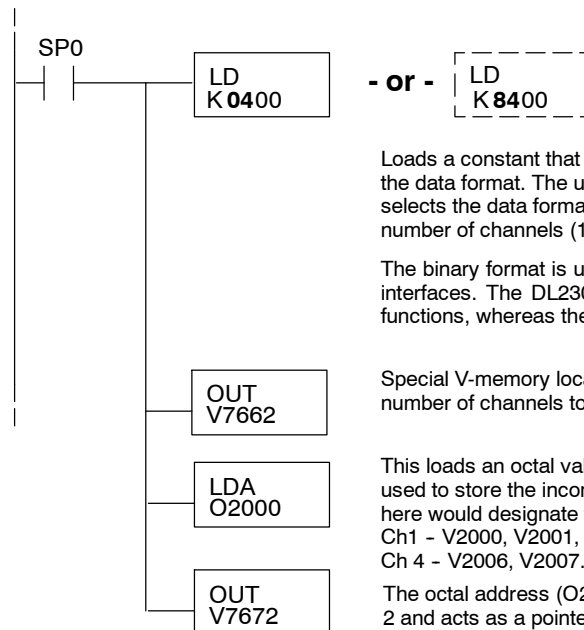 SP0
LD
K 0400
- or -
LD
K 8400
Loads a constant that
the data format. The u
selects the data forma
number of channels (1
The binary format is u
interfaces. The DL230
functions, whereas the
OUT
V7662
Special V-memory loca
number of channels to
LDA
O2000
This loads an octal val
used to store the incor
here would designate
Ch1 - V2000, V2001,
Ch 4 - V2006, V2007.
OUT
V7672
The octal address (O2
2 and acts as a pointe